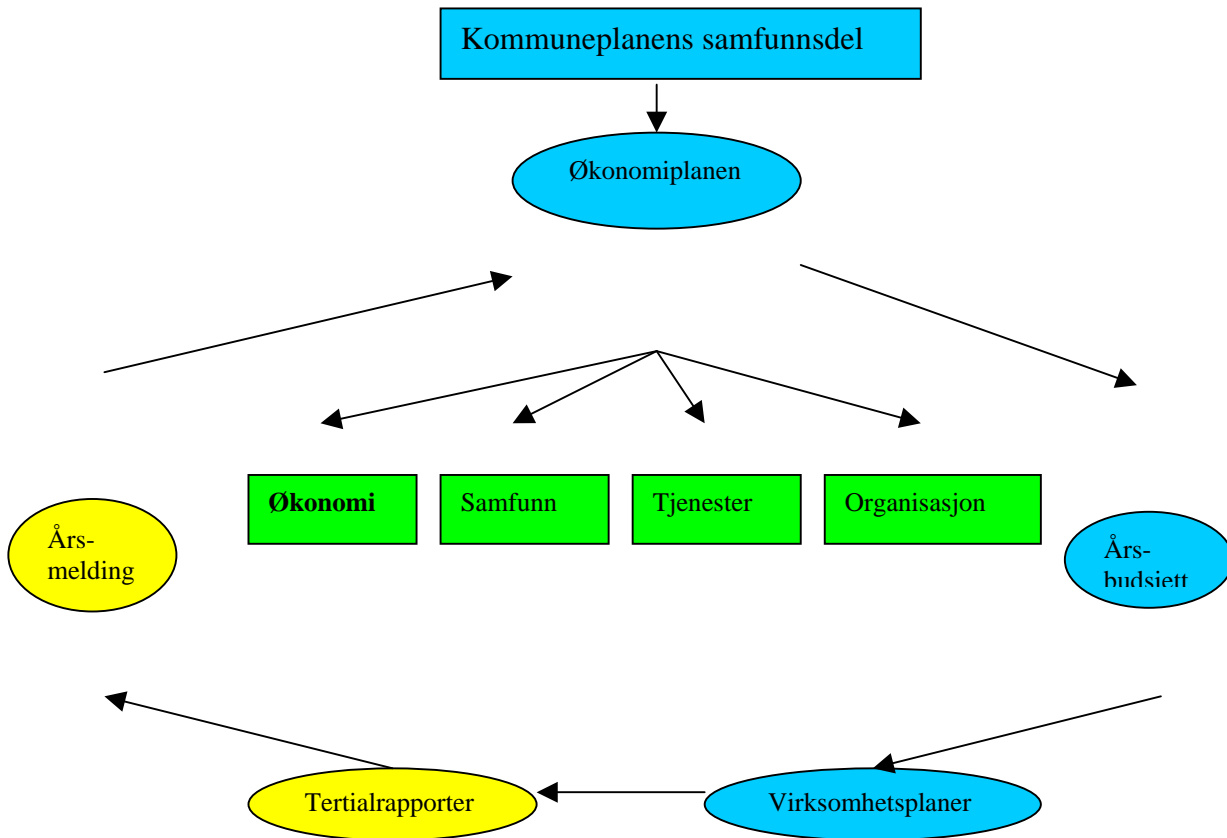 Kommuneplanens samfunnsdel
Økonomiplanen
Økonomi
Samfunn
Tjenester
Organisasjon
Års-
melding
Års-
budsjett
Tertialrapporter
Virksomhetsplaner